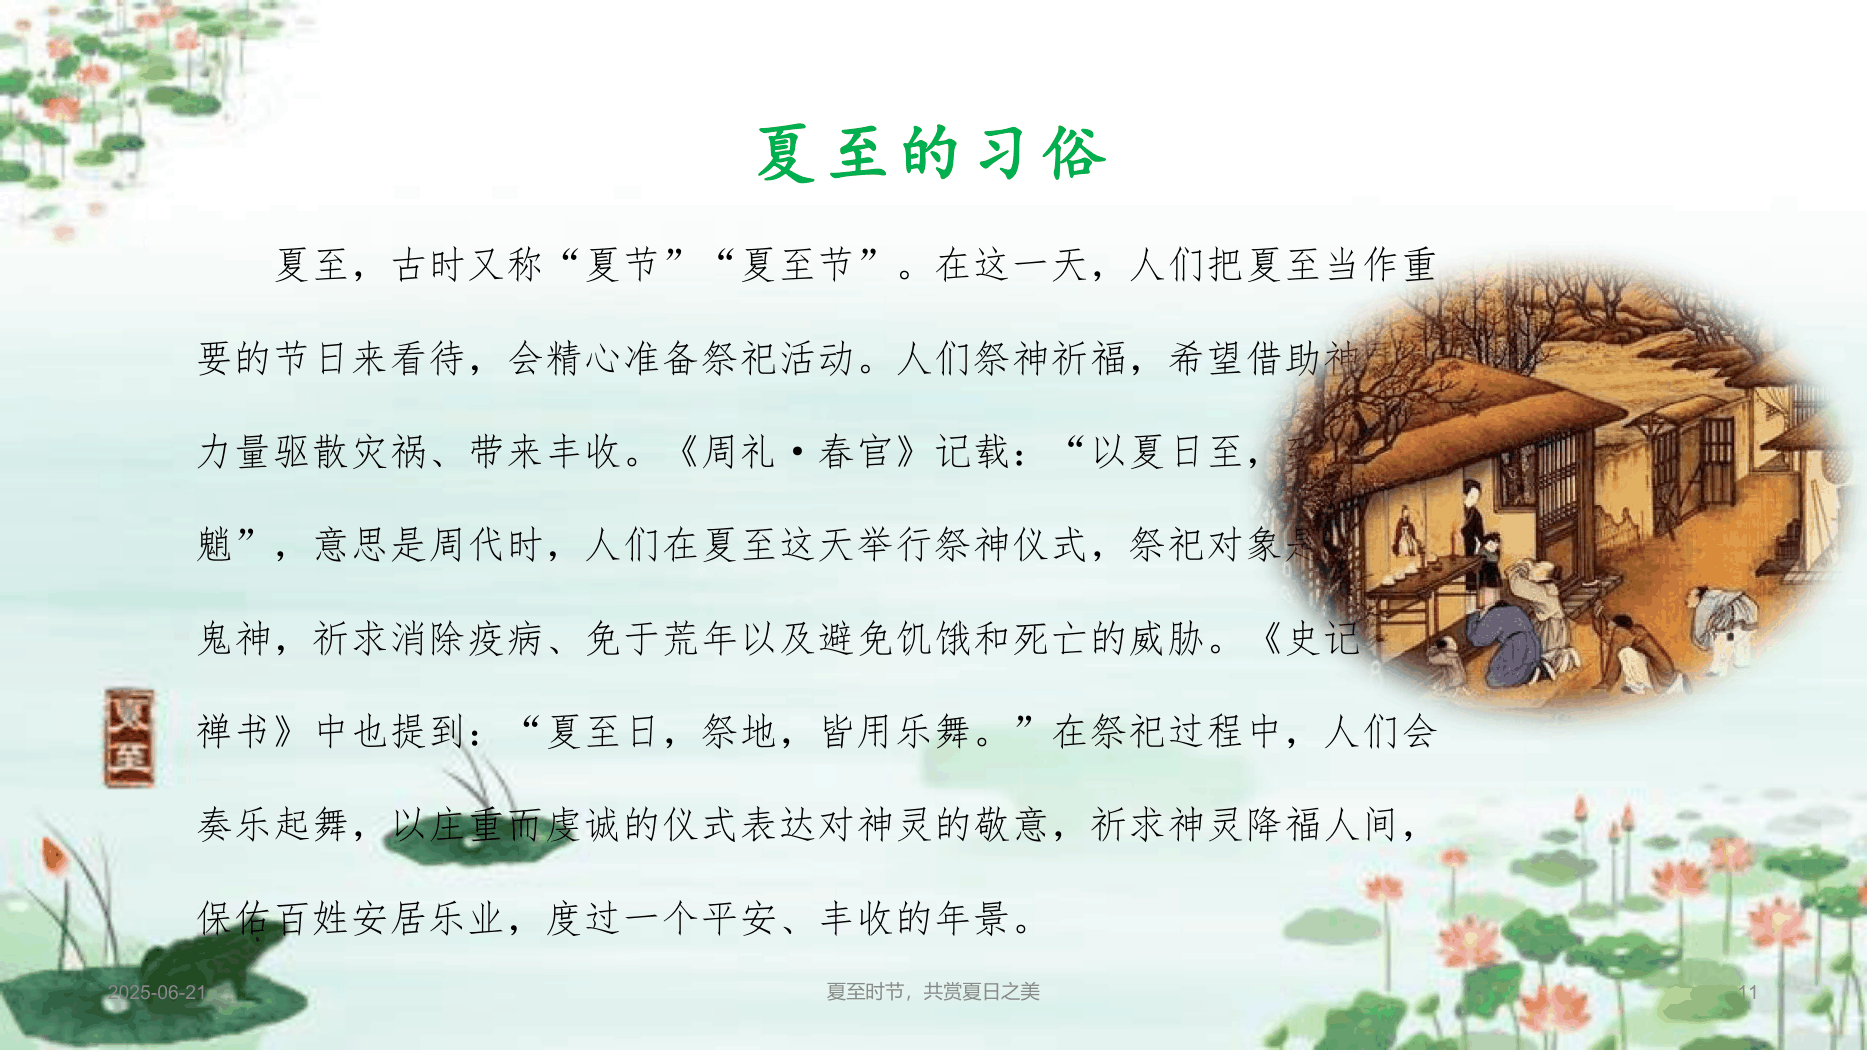 夏至的习俗
夏至，古时又称“夏节”“夏至节”。在这一天，人们把夏至当作重
要的节日来看待，会精心准备祭祀活动。人们祭神祈福，希望借助神
力量驱散灾祸、带来丰收。《周礼·春官》记载：“以夏日至，
魈”，意思是周代时，人们在夏至这天举行祭神仪式，祭祀对象是
鬼神，祈求消除疫病、免于荒年以及避免饥饿和死亡的威胁。《史记
禅书》中也提到：“夏至日，祭地，皆用乐舞。”在祭祀过程中，人们会
奏乐起舞，以庄重而虔诚的仪式表达对神灵的敬意，祈求神灵降福人间，
保佑百姓安居乐业，度过一个平安、丰收的年景。
夏至
2025-06-21
夏至时节，共赏夏日之美
11